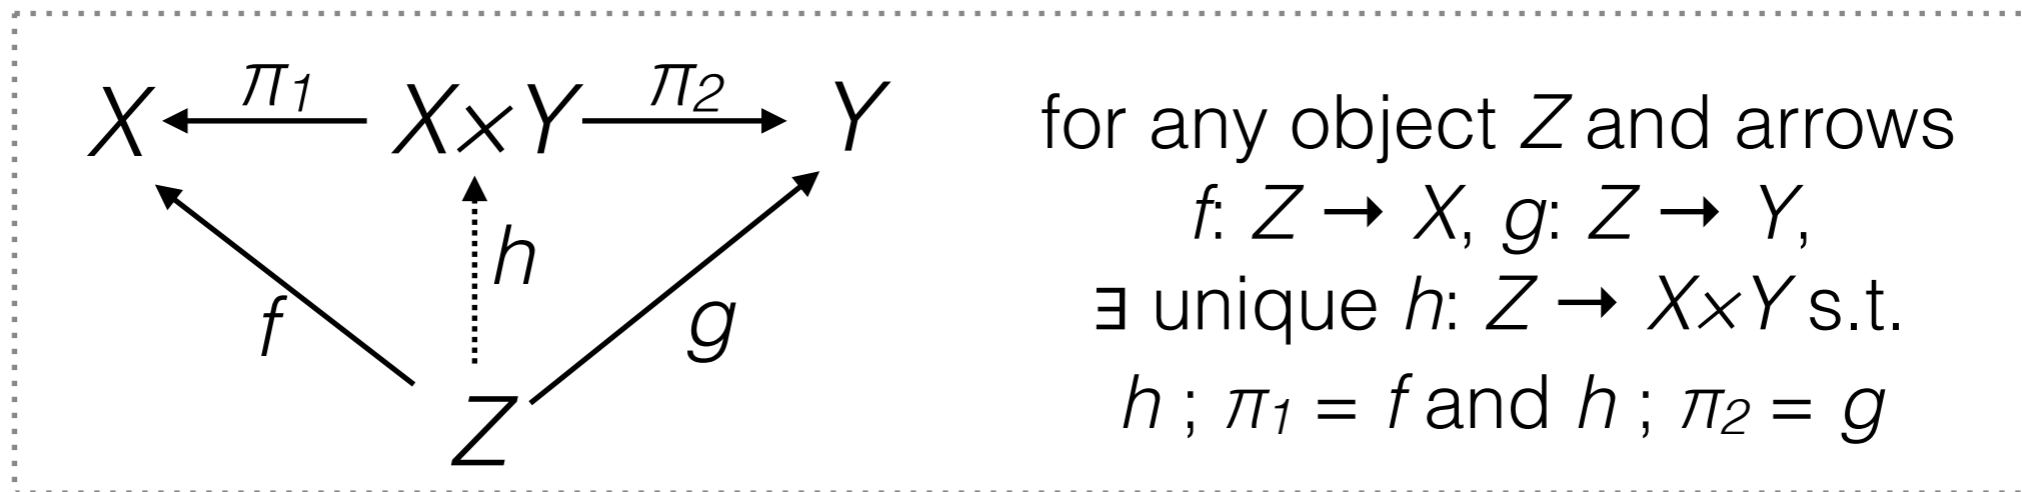 π1 π2
X X×Y Y
h
f g
Z
for any object Z and arrows
f: Z → X, g: Z → Y,
∃ unique h: Z → X×Y s.t.
h ; π1 = f and h ; π2 = g